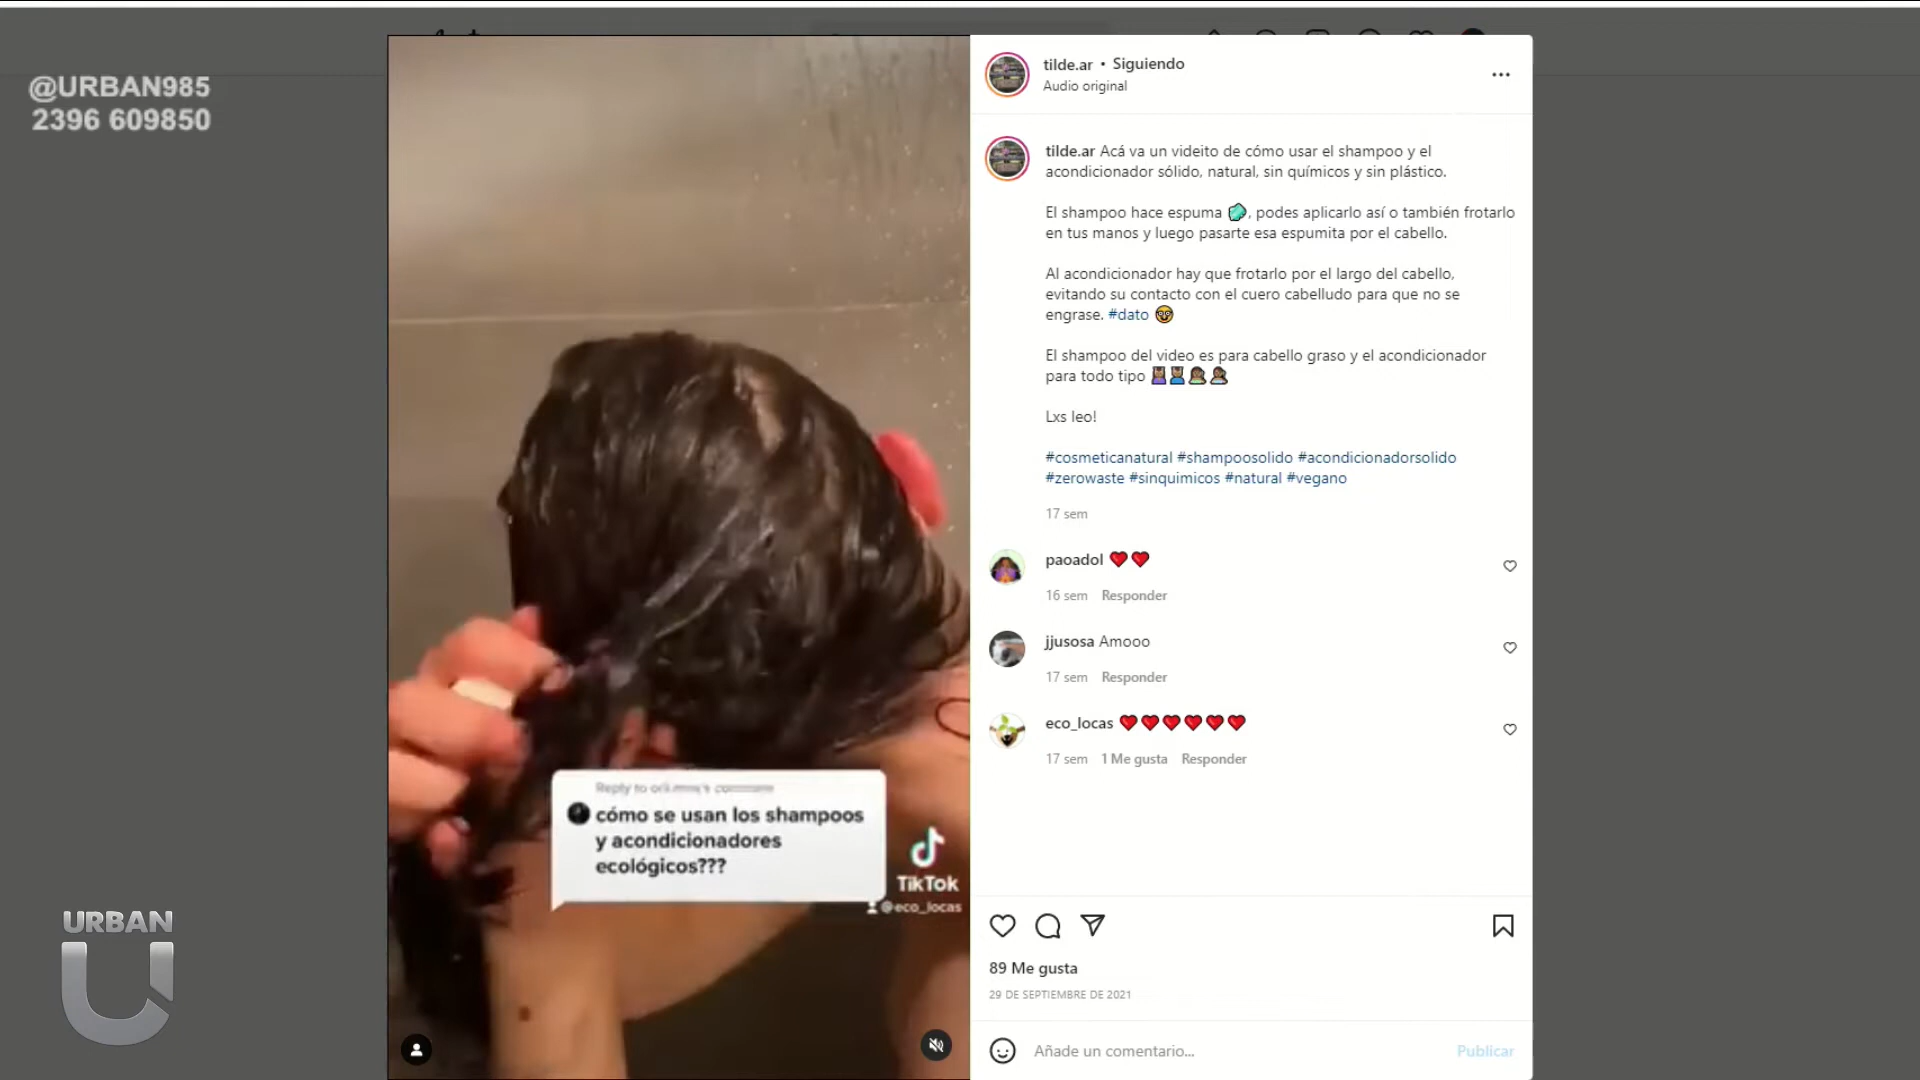 @URBAN985
2396 609850
tilde.ar • Siguiendo
Audio original
tilde.ar Acá va un videito de cómo usar el shampoo y el
acondicionador sólido, natural, sin químicos y sin plástico.
El shampoo hace espuma 🧼, podes aplicarlo así o también frotarlo
en tus manos y luego pasarte esa espumita por el cabello.
Al acondicionador hay que frotarlo por el largo del cabello,
evitando su contacto con el cuero cabelludo para que no se
engrase. #dato 🤓
El shampoo del video es para cabello graso y el acondicionador
para todo tipo
Lxs leo!
#cosmeticanatural #shampoosolido #acondicionadorsolido
#zerowaste #sinquimicos #natural #vegano
17 sem
paoadol ❤️❤️
16 sem Responder
jjusosa Amooo
17 sem Responder
eco_locas ❤️❤️❤️❤️❤️❤️
17 sem 1 Me gusta Responder
89 Me gusta
29 DE SEPTIEMBRE DE 2021
Añade un comentario... Publicar
Reply to
cómo se usan los shampoos
y acondicionadores
ecológicos???
TikTok
@eco_locas
URBAN
U